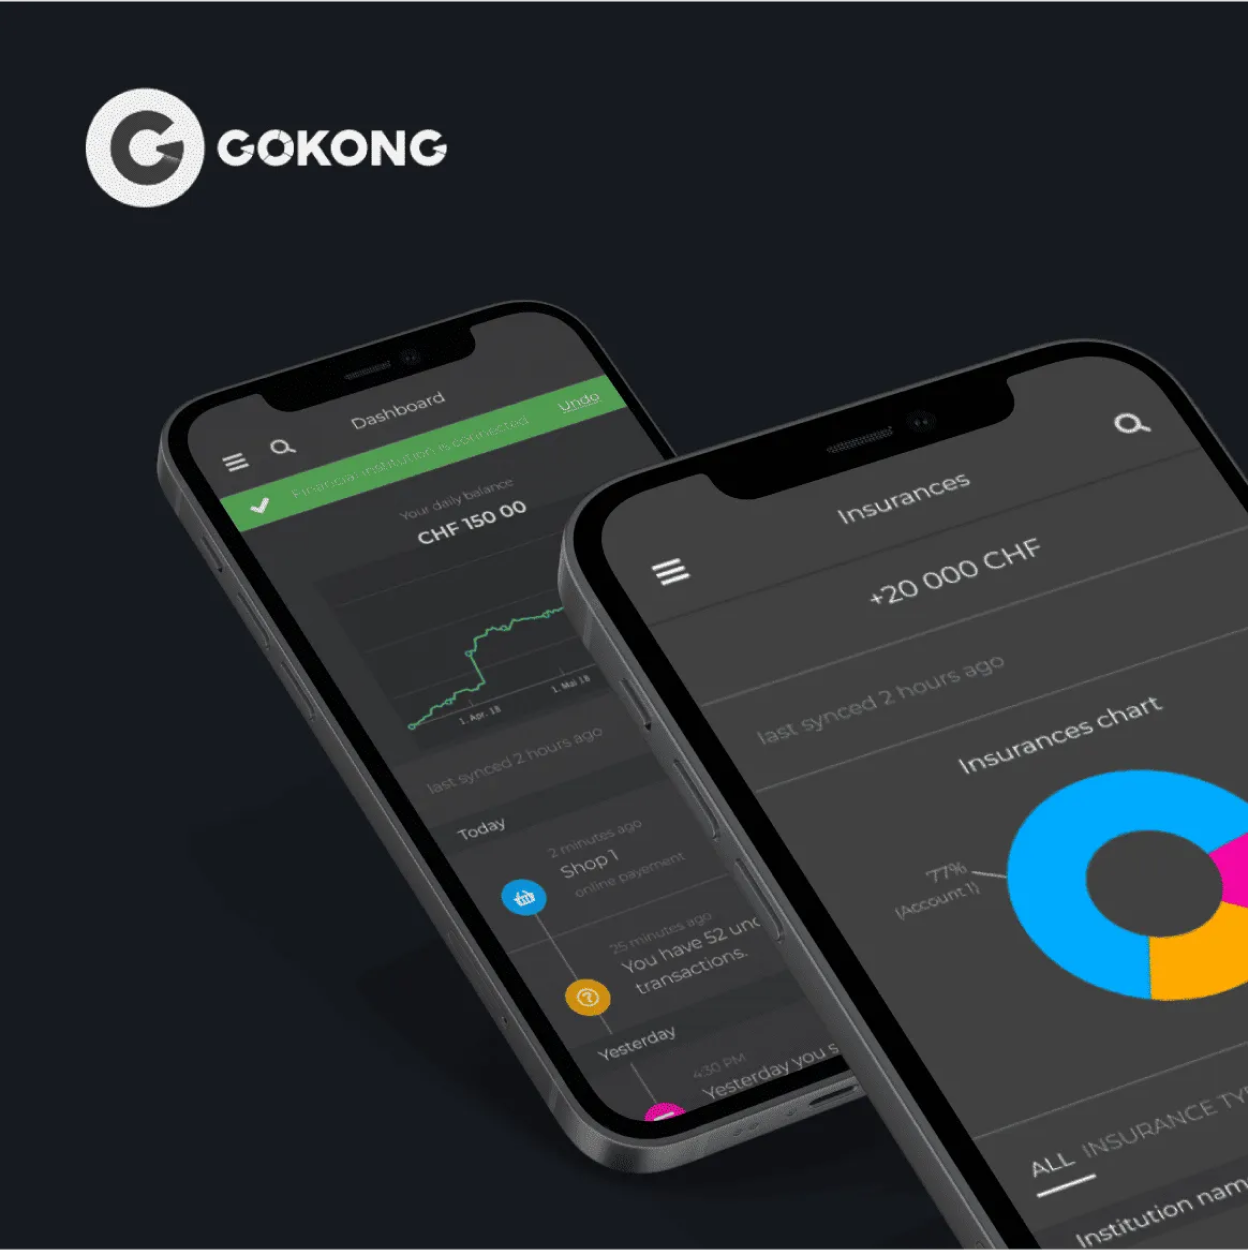 GOKONG
Dashboard
Financial institution is connected
Undo
Your daily balance
CHF 150 00
1. Apr. 18
1. Mai 18
last synced 2 hours ago
Today
2 minutes ago
Shop 1
online payement
25 minutes ago
You have 52
transactions.
Yesterday
4:30 PM
Yesterday you
Insurances
+20 000 CHF
last synced 2 hours ago
Insurances chart
77%
(Account 1)
ALL INSURANCE
Institution